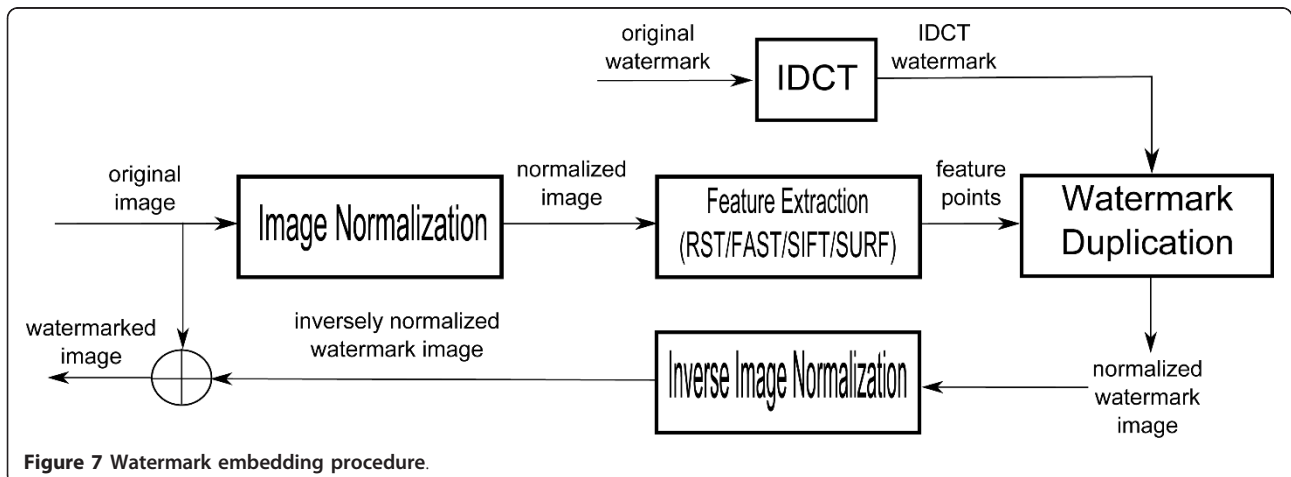 original
watermark
IDCT
IDCT
watermark
original
image
Image Normalization
normalized
image
Feature Extraction
(RST/FAST/SIFT/SURF)
feature
points
Watermark
Duplication
watermarked
image
inversely normalized
watermark image
Inverse Image Normalization
normalized
watermark
image
Figure 7 Watermark embedding procedure.